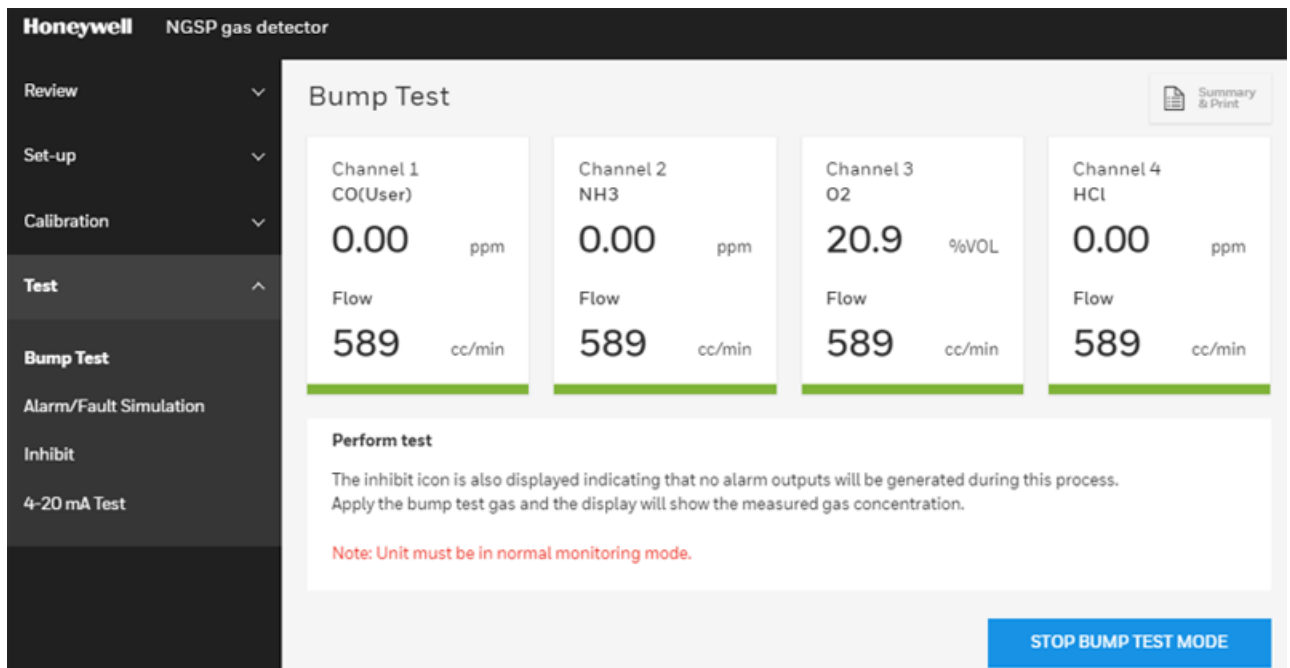 Honeywell NGSP gas detector
Review
Set-up
Calibration
Test
Bump Test
Alarm/Fault Simulation
Inhibit
4-20 mA Test
Bump Test
Summary
& Print
Channel 1
CO(User)
0.00 ppm
Flow
589 cc/min
Channel 2
NH3
0.00 ppm
Flow
589 cc/min
Channel 3
O2
20.9 %VOL
Flow
589 cc/min
Channel 4
HCl
0.00 ppm
Flow
589 cc/min
Perform test
The inhibit icon is also displayed indicating that no alarm outputs will be generated during this process.
Apply the bump test gas and the display will show the measured gas concentration.
Note: Unit must be in normal monitoring mode.
STOP BUMP TEST MODE